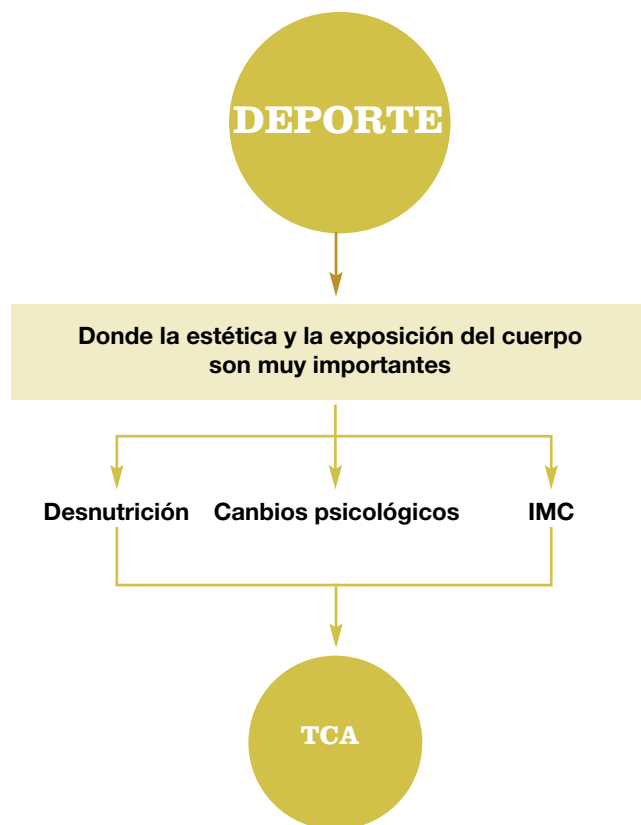 DEPORTE
Donde la estética y la exposición del cuerpo
son muy importantes
Desnutrición Canbios psicológicos IMC
TCA